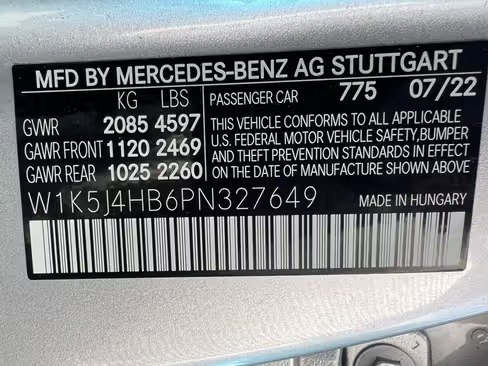 MFD BY MERCEDES-BENZ AG STUTTGART
KG LBS PASSENGER CAR 775 07/22
GVWR 2085 4597
GAWR FRONT 1120 2469
GAWR REAR 1025 2260
THIS VEHICLE CONFORMS TO ALL APPLICABLE
U.S. FEDERAL MOTOR VEHICLE SAFETY,BUMPER
AND THEFT PREVENTION STANDARDS IN EFFECT
ON THE DATE OF MANUFACTURE SHOWN ABOVE.
W1K5J4HB6PN327649 MADE IN HUNGARY